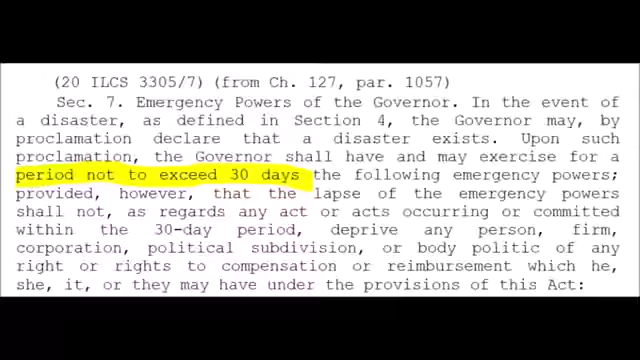 (20 ILCS 3305/7) (from Ch. 127, par. 1057)
Sec. 7. Emergency Powers of the Governor. In the event of
a disaster, as defined in Section 4, the Governor may, by
proclamation declare that a disaster exists. Upon such
proclamation, the Governor shall have and may exercise for a
period not to exceed 30 days the following emergency powers;
provided, however, that the lapse of the emergency powers
shall not, as regards any act or acts occurring or committed
within the 30-day period, deprive any person, firm,
corporation, political subdivision, or body politic of any
right or rights to compensation or reimbursement which he,
she, it, or they may have under the provisions of this Act: